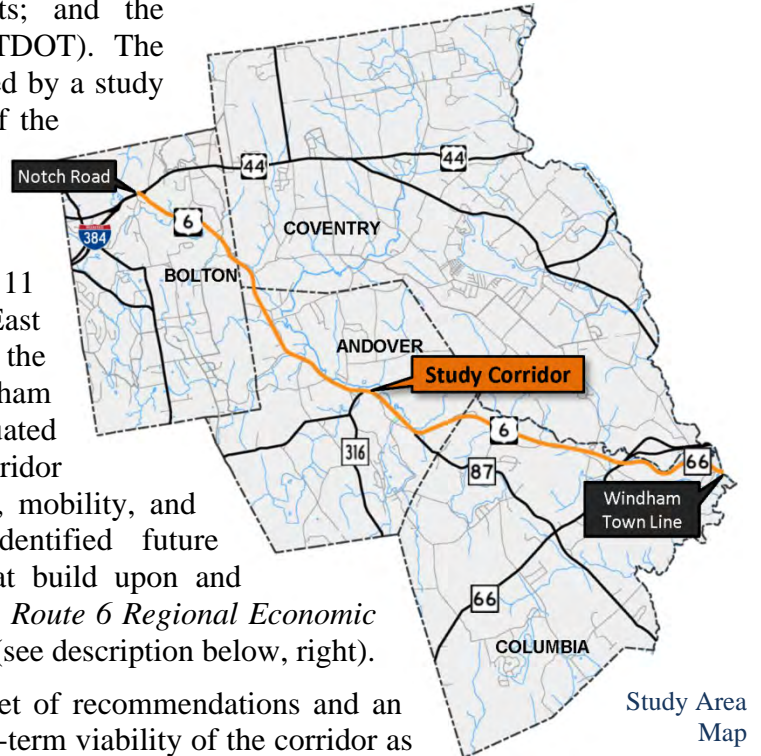 ts; and the
TDOT). The
ed by a study
f the
11
East
the
ham
uated
rridor
, mobility, and
dentified future
at build upon and
Route 6 Regional Economic
(see description below, right).
et of recommendations and an
-term viability of the corridor as
Notch Road
44
44
6
384
COVENTRY
BOLTON
ANDOVER
Study Corridor
6
316
87
66
Windham
Town Line
66
COLUMBIA
Study Area
Map